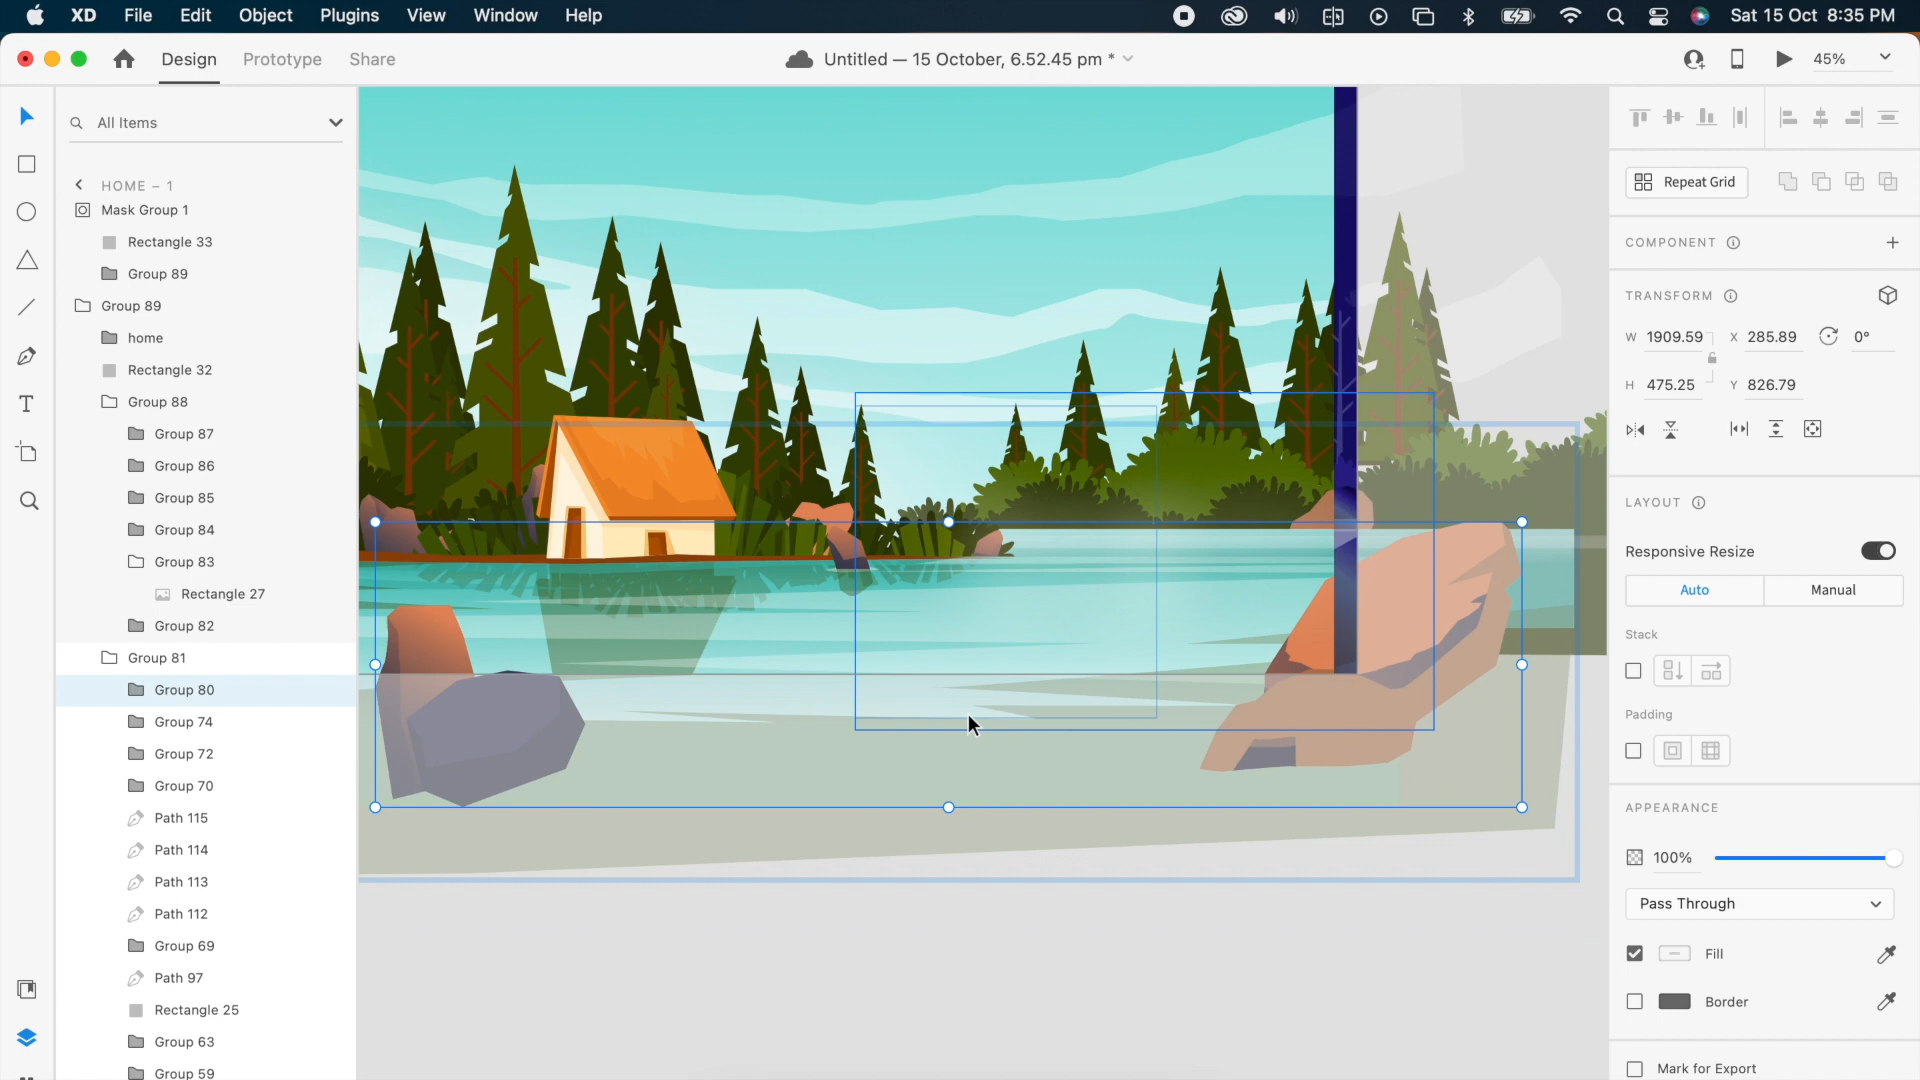 XD File Edit Object Plugins View Window Help Sat 15 Oct 8:35 PM
Design Prototype Share Untitled — 15 October, 6.52.45 pm * 45%
All Items
HOME – 1
Mask Group 1
Rectangle 33
Group 89
Group 89
home
Rectangle 32
Group 88
Group 87
Group 86
Group 85
Group 84
Group 83
Rectangle 27
Group 82
Group 81
Group 80
Group 74
Group 72
Group 70
Path 115
Path 114
Path 113
Path 112
Group 69
Path 97
Rectangle 25
Group 63
Group 59
Repeat Grid
COMPONENT
TRANSFORM
W 1909.59 X 285.89 0°
H 475.25 Y 826.79
LAYOUT
Responsive Resize
Auto Manual
Stack
Padding
APPEARANCE
100%
Pass Through
Fill
Border
Mark for Export